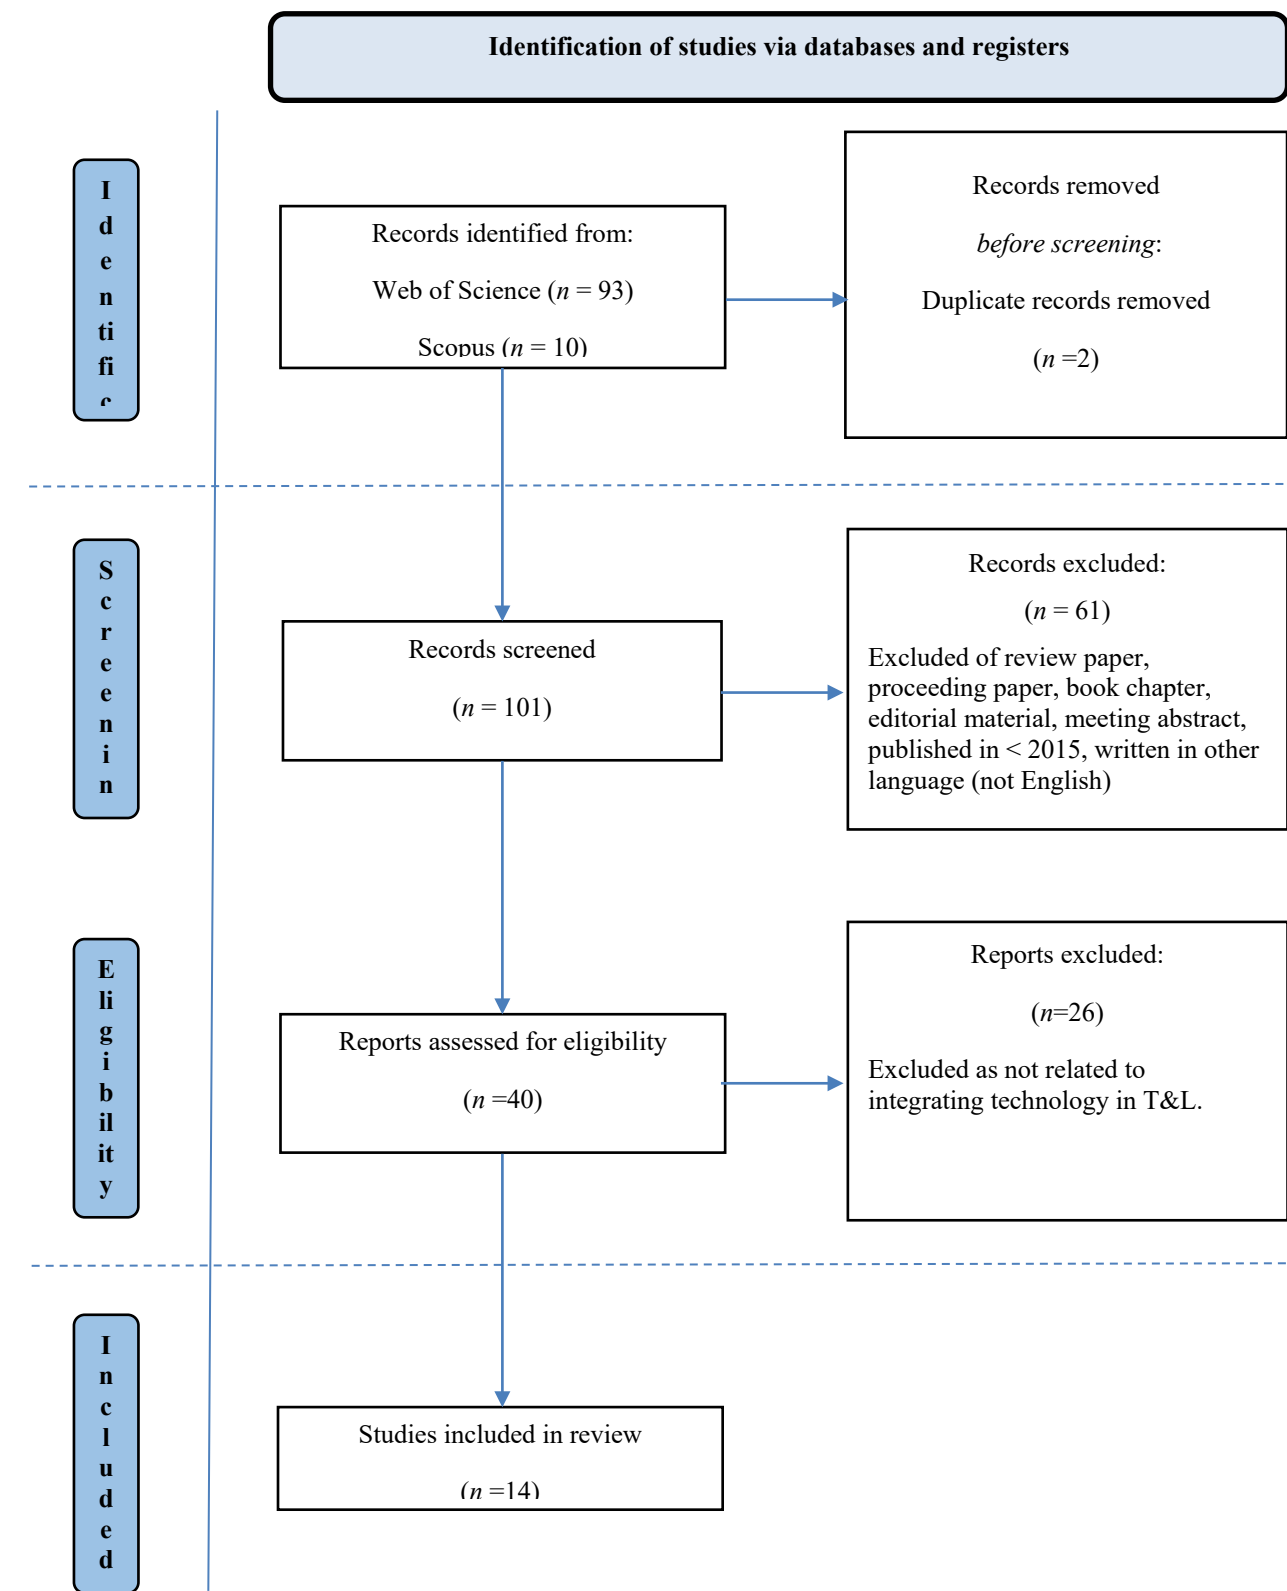 Identification of studies via databases and registers
I
d
e
n
ti
fi
c
Records identified from:
Web of Science (n = 93)
Scopus (n = 10)
Records removed
before screening:
Duplicate records removed
(n =2)
S
c
r
e
e
n
i
n
Records screened
(n = 101)
Records excluded:
(n = 61)
Excluded of review paper,
proceeding paper, book chapter,
editorial material, meeting abstract,
published in < 2015, written in other
language (not English)
E
li
g
i
b
il
it
y
Reports assessed for eligibility
(n =40)
Reports excluded:
(n=26)
Excluded as not related to
integrating technology in T&L.
I
n
c
l
u
d
e
d
Studies included in review
(n =14)